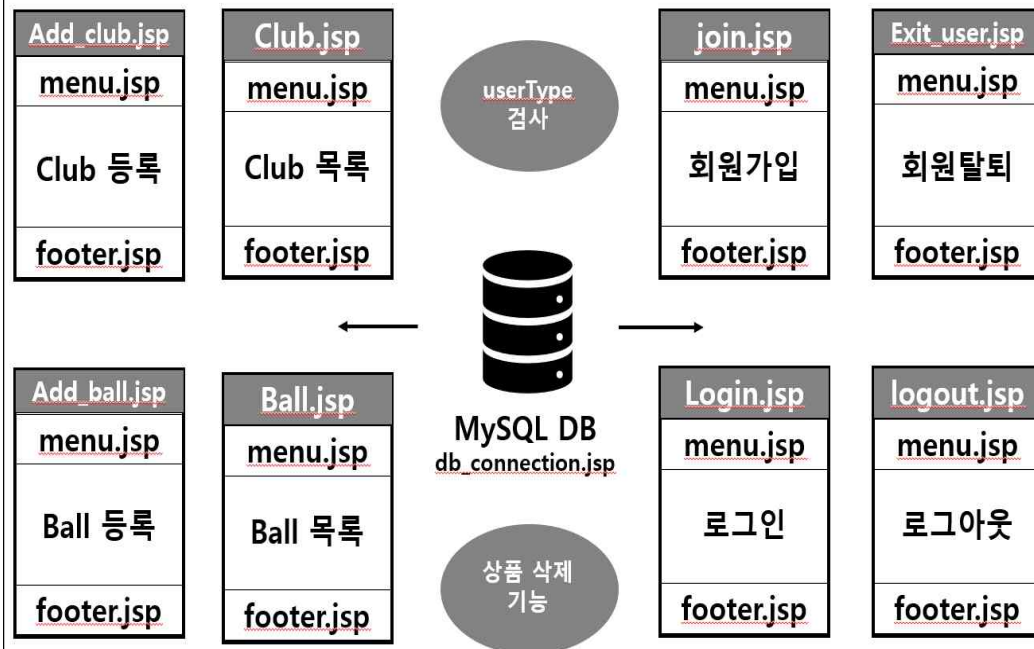 Add_club.jsp
menu.jsp
Club 등록
footer.jsp
Club.jsp
menu.jsp
Club 목록
footer.jsp
userType
검사
join.jsp
menu.jsp
회원가입
footer.jsp
Exit_user.jsp
menu.jsp
회원탈퇴
footer.jsp
Add_ball.jsp
menu.jsp
Ball 등록
footer.jsp
Ball.jsp
menu.jsp
Ball 목록
footer.jsp
MySQL DB
db_connection.jsp
상품 삭제
기능
Login.jsp
menu.jsp
로그인
footer.jsp
logout.jsp
menu.jsp
로그아웃
footer.jsp